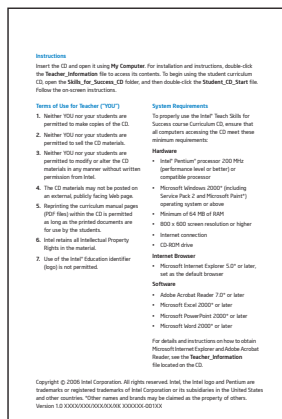 Instructions
Insert the CD and open it using My Computer. For installation and instructions, double-click
the Teacher_Information file to access its contents. To begin using the student curriculum
CD, open the Skills_for_Success_CD folder, and then double-click the Student_CD_Start file.
Follow the on-screen instructions.
Terms of Use for Teacher ("YOU")
1. Neither YOU nor your students are
permitted to make copies of the CD.
2. Neither YOU nor your students are
permitted to sell the CD materials.
3. Neither YOU nor your students are
permitted to modify or alter the CD
materials in any manner without written
permission from Intel.
4. The CD materials may not be posted on
an external, publicly facing Web page.
5. Reprinting the curriculum manual pages
(PDF files) within the CD is permitted
as long as the printed documents are
for use by the students.
6. Intel retains all Intellectual Property
Rights in the material.
7. Use of the Intel® Education identifier
(logo) is not permitted.
System Requirements
To properly use the Intel® Teach Skills for
Success course Curriculum CD, ensure that
all computers accessing the CD meet these
minimum requirements:
Hardware
• Intel® Pentium® processor 200 MHz
(performance level or better) or
compatible processor
• Microsoft Windows 2000* (including
Service Pack 2 and Microsoft Paint*)
operating system or above
• Minimum of 64 MB of RAM
• 800 x 600 screen resolution or higher
• Internet connection
• CD-ROM drive
Internet Browser
• Microsoft Internet Explorer 5.0* or later,
set as the default browser
Software
• Adobe Acrobat Reader 7.0* or later
• Microsoft Excel 2000* or later
• Microsoft PowerPoint 2000* or later
• Microsoft Word 2000* or later
For details and instructions on how to obtain
Microsoft Internet Explorer and Adobe Acrobat
Reader, see the Teacher_Information
file located on the CD.
Copyright © 2006 Intel Corporation. All rights reserved. Intel, the Intel logo and Pentium are
trademarks or registered trademarks of Intel Corporation or its subsidiaries in the United States
and other countries. *Other names and brands may be claimed as the property of others.
Version 1.0